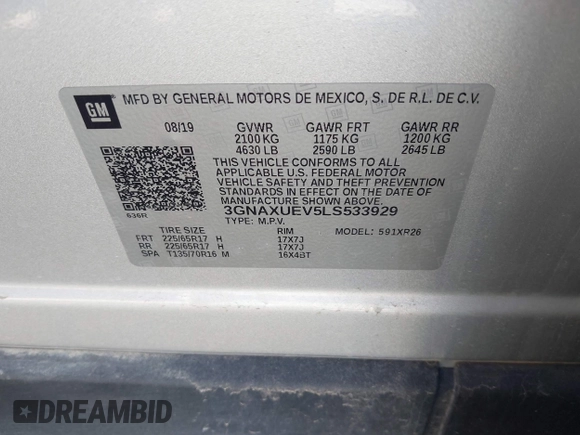 GM
MFD BY GENERAL MOTORS DE MEXICO, S. DE R.L. DE C.V.
08/19 GVWR GAWR FRT GAWR RR
2100 KG 1175 KG 1200 KG
4630 LB 2590 LB 2645 LB
THIS VEHICLE CONFORMS TO ALL
APPLICABLE U.S. FEDERAL MOTOR
VEHICLE SAFETY AND THEFT PREVENTION
STANDARDS IN EFFECT ON THE DATE OF
MANUFACTURE SHOWN ABOVE.
636R 3GNAXUEV5LS533929
TYPE: M.P.V.
TIRE SIZE RIM MODEL: 591XR26
FRT 225/65R17 H 17X7J
RR 225/65R17 H 17X7J
SPA T135/70R16 M 16X4BT
DREAMBID